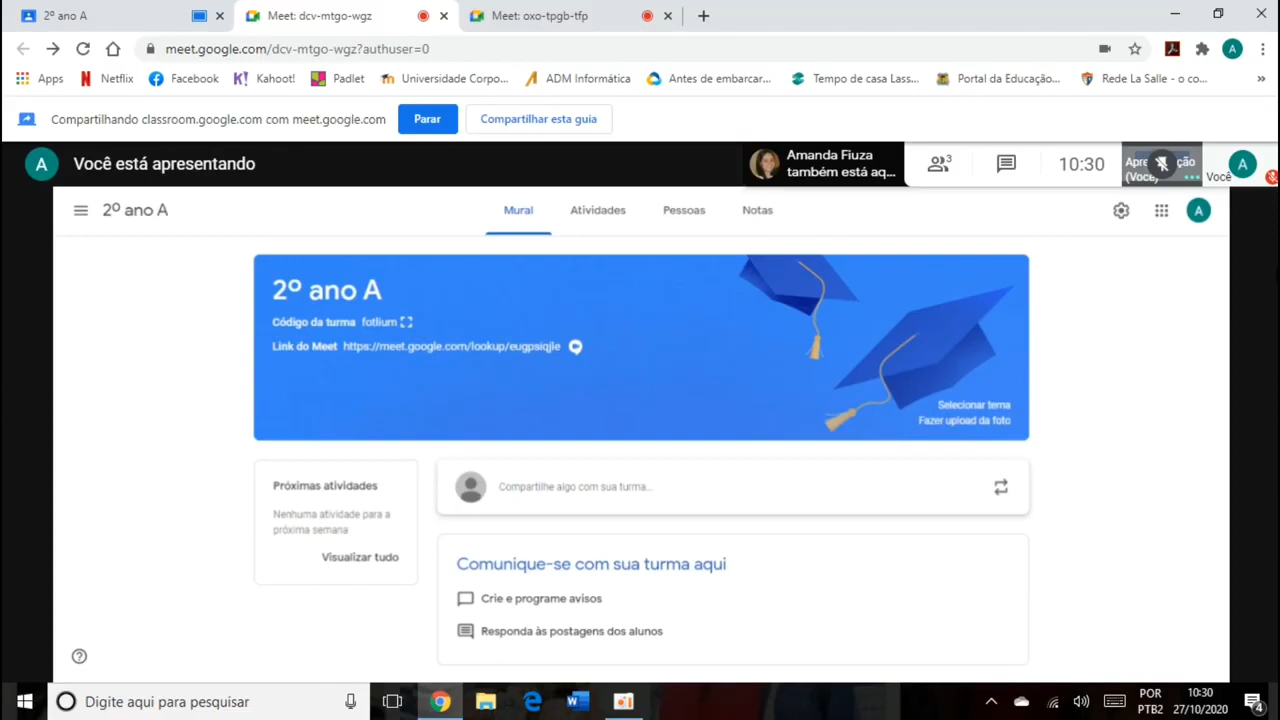 2º ano A
Meet: dcv-mtgo-wgz
Meet: oxo-tpgb-tfp
meet.google.com/dcv-mtgo-wgz?authuser=0
A
Apps
Netflix
Facebook
Kahoot!
Padlet
Universidade Corpo...
ADM Informática
Antes de embarcar...
Tempo de casa Lass...
Portal da Educação...
Rede La Salle - o co...
»
Compartilhando classroom.google.com com meet.google.com
Parar
Compartilhar esta guia
A
Você está apresentando
Amanda Fiuza
também está aq...
3
10:30
(Você)
Você
A
2º ano A
Mural
Atividades
Pessoas
Notas
A
2º ano A
Código da turma fotlium
Link do Meet https://meet.google.com/lookup/eugpsiqjle
Selecionar tema
Fazer upload da foto
Próximas atividades
Nenhuma atividade para a
próxima semana
Visualizar tudo
Compartilhe algo com sua turma...
Comunique-se com sua turma aqui
Crie e programe avisos
Responda às postagens dos alunos
Digite aqui para pesquisar
POR
PTB2
10:30
27/10/2020
4